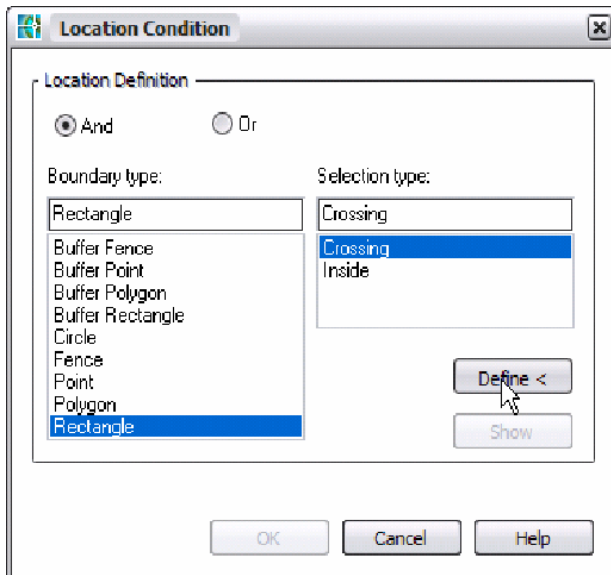 Location Condition
Location Definition
And
Or
Boundary type:
Selection type:
Rectangle
Crossing
Buffer Fence
Buffer Point
Buffer Polygon
Buffer Rectangle
Circle
Fence
Point
Polygon
Rectangle
Crossing
Inside
Define <
Show
OK
Cancel
Help